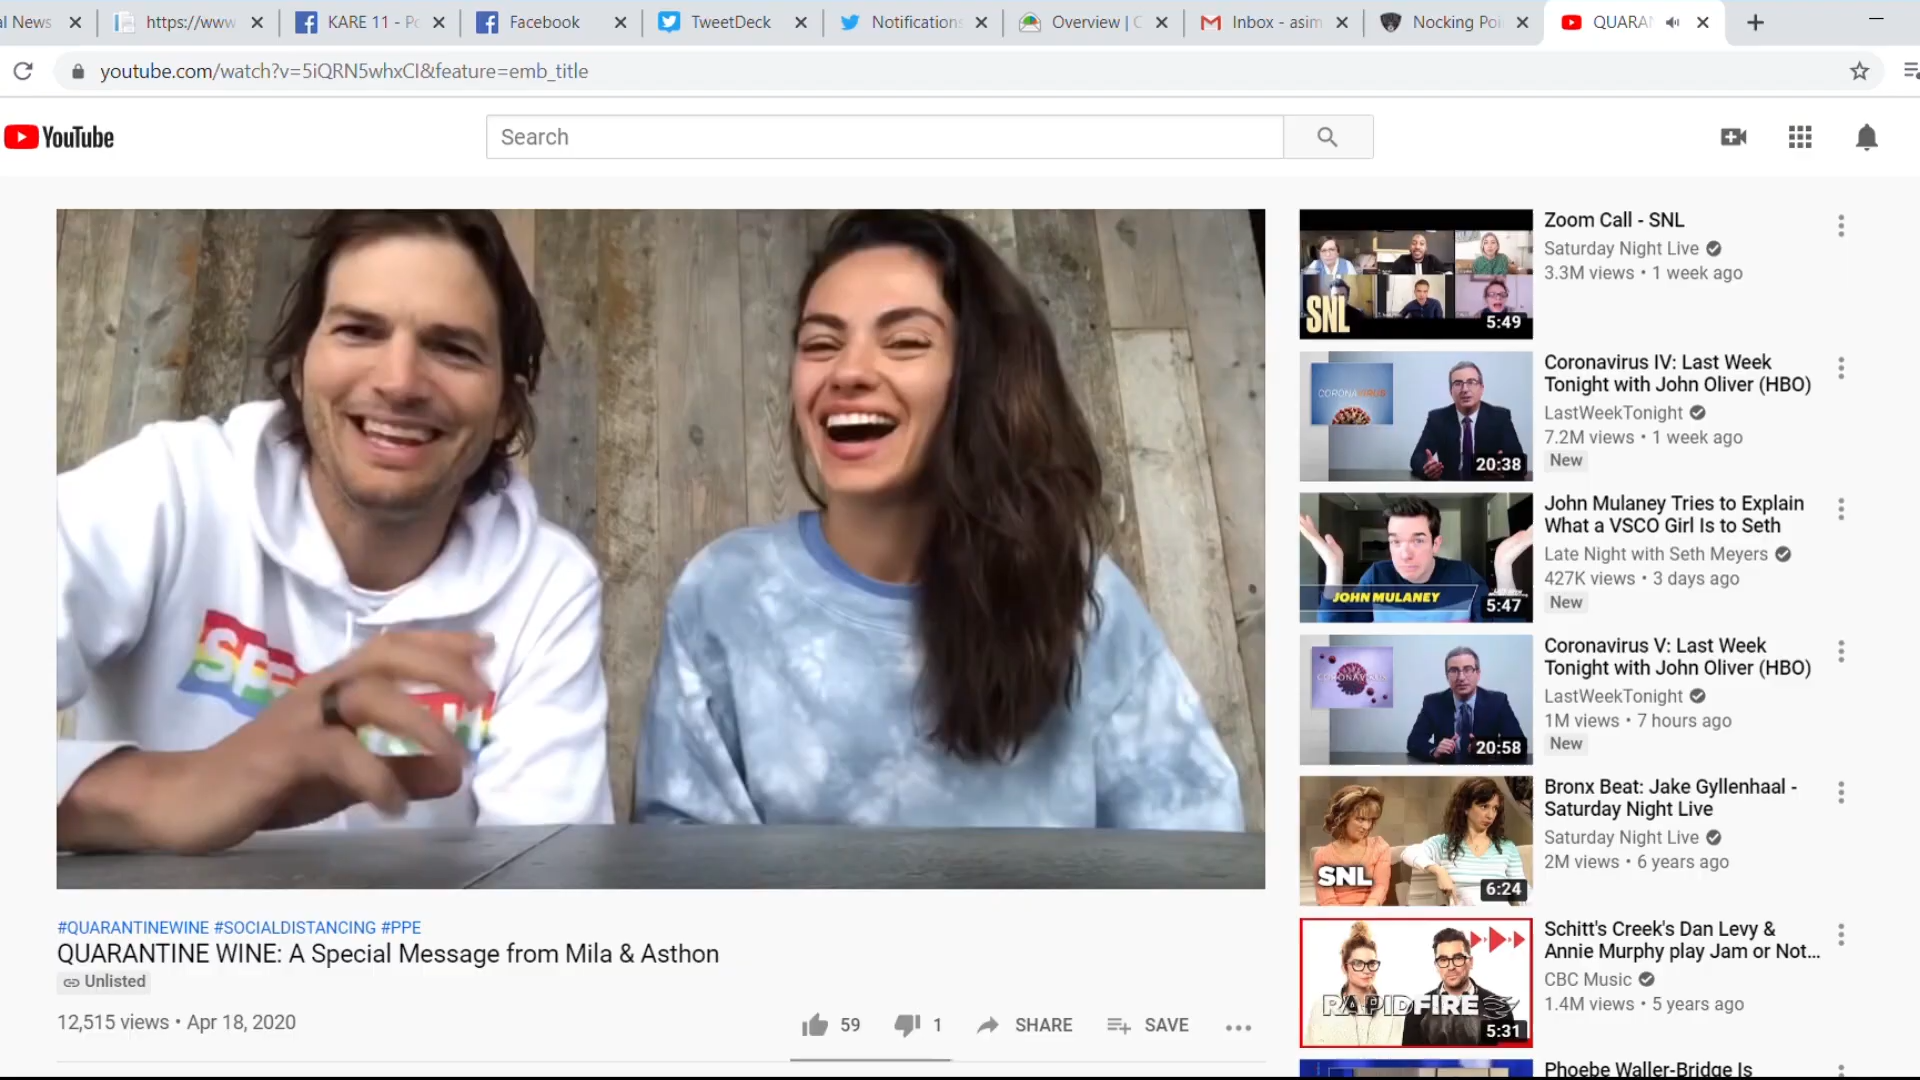 al News
https://www
KARE 11 - Po
Facebook
TweetDeck
Notifications
Overview | C
Inbox - asim
Nocking Poi
QUARA
youtube.com/watch?v=5iQRN5whxCI&feature=emb_title
YouTube
Search
#QUARANTINEWINE #SOCIALDISTANCING #PPE
QUARANTINE WINE: A Special Message from Mila & Asthon
Unlisted
12,515 views • Apr 18, 2020
59
1
SHARE
SAVE
SNL
5:49
Zoom Call - SNL
Saturday Night Live
3.3M views • 1 week ago
CORONAVIRUS
20:38
Coronavirus IV: Last Week
Tonight with John Oliver (HBO)
LastWeekTonight
7.2M views • 1 week ago
New
JOHN MULANEY
5:47
John Mulaney Tries to Explain
What a VSCO Girl Is to Seth
Late Night with Seth Meyers
427K views • 3 days ago
New
CORONAVIRUS
20:58
Coronavirus V: Last Week
Tonight with John Oliver (HBO)
LastWeekTonight
1M views • 7 hours ago
New
SNL
6:24
Bronx Beat: Jake Gyllenhaal -
Saturday Night Live
Saturday Night Live
2M views • 6 years ago
RAPIDFIRE
5:31
Schitt's Creek's Dan Levy &
Annie Murphy play Jam or Not...
CBC Music
1.4M views • 5 years ago
Phoebe Waller-Bridge Is